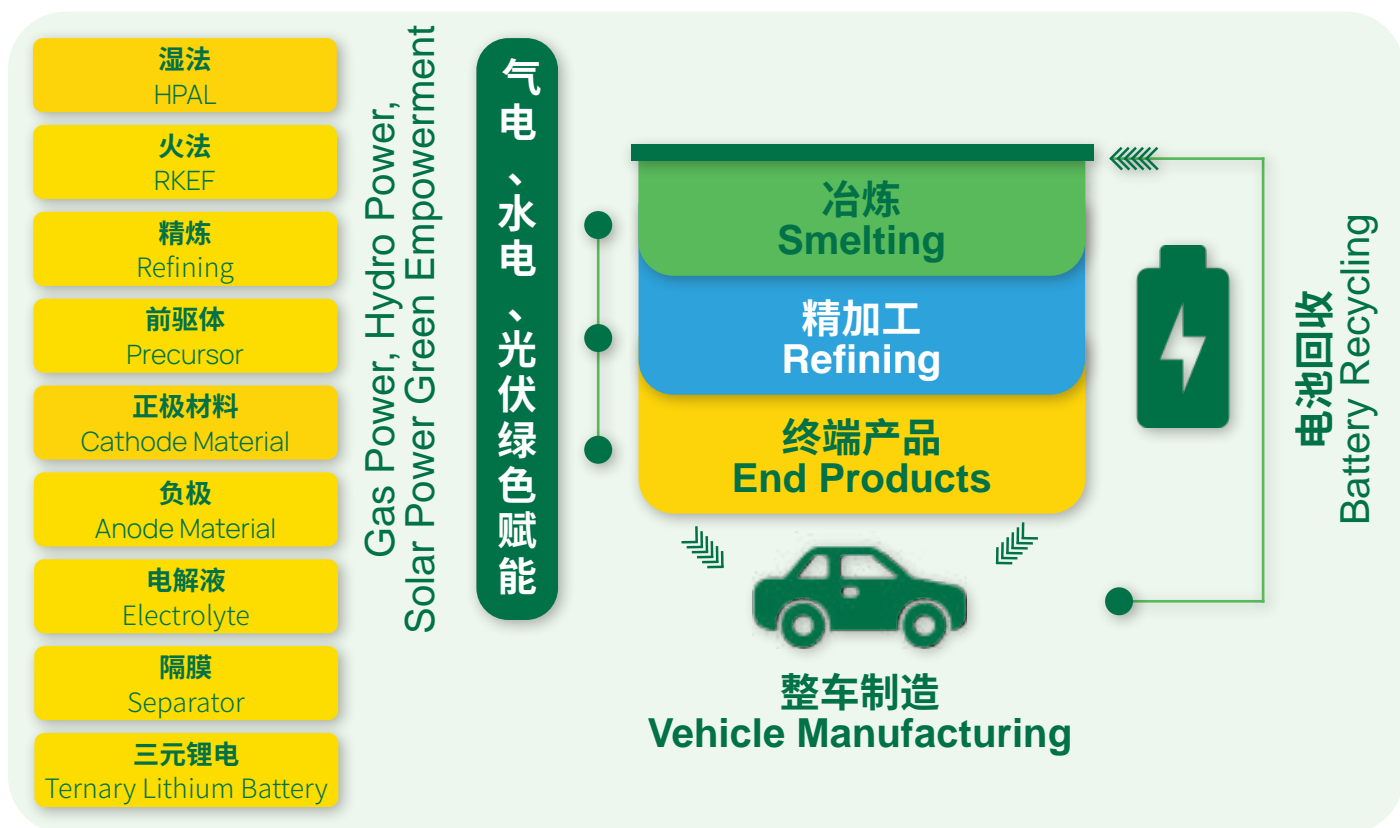 湿法
HPAL
火法
RKEF
精炼
Refining
前驱体
Precursor
正极材料
Cathode Material
负极
Anode Material
电解液
Electrolyte
隔膜
Separator
三元锂电
Ternary Lithium Battery
Gas Power, Hydro Power,
Solar Power Green Empowerment
气电、水电、光伏绿色赋能
冶炼
Smelting
精加工
Refining
终端产品
End Products
整车制造
Vehicle Manufacturing
电池回收
Battery Recycling